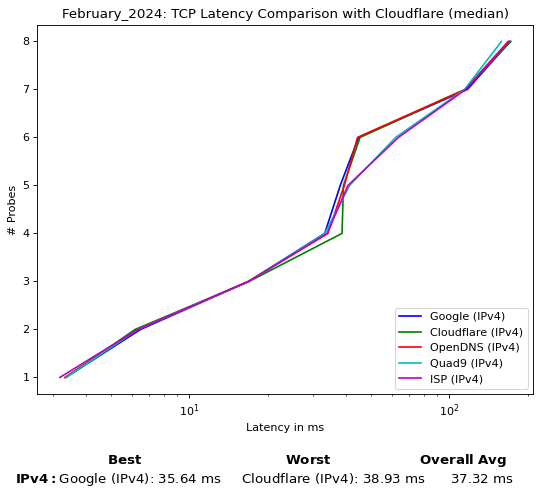 February_2024: TCP Latency Comparison with Cloudflare (median)
8
7
6
5
4
3
2
1
# Probes
Google (IPv4)
Cloudflare (IPv4)
OpenDNS (IPv4)
Quad9 (IPv4)
ISP (IPv4)
10¹ 10²
Latency in ms
Best Worst Overall Avg
IPv4: Google (IPv4): 35.64 ms Cloudflare (IPv4): 38.93 ms 37.32 ms